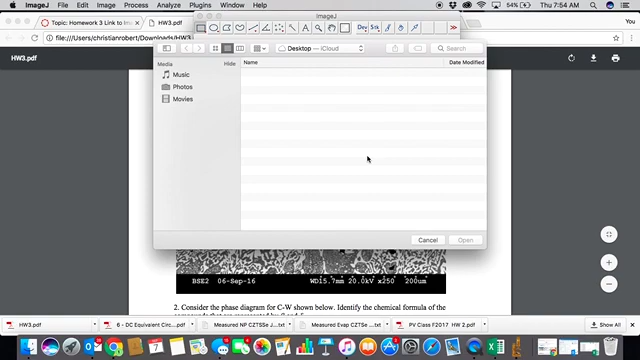 ImageJ File Edit Image Process Analyze Plugins Window Help
54% Thu 7:54 AM
Topic: Homework 3 Link to Ima
HW3.pdf
ImageJ
You
file:///Users/christianrobert/Downloads/HW3
Dev Stk
HW3.pdf
Desktop — iCloud
Search
Media Hide
Name Date Modified
Music
Photos
Movies
Cancel Open
BSE2 06-Sep-16 WD15.7mm 20.0kV x250 200um
2. Consider the phase diagram for C-W shown below. Identify the chemical formula of the
HW3.pdf
6 - DC Equivalent Circ....pdf
Measured NP CZTSSe J....txt
Measured Evap CZTSSe ....txt
PV Class F2017 HW 2.pdf
Show All